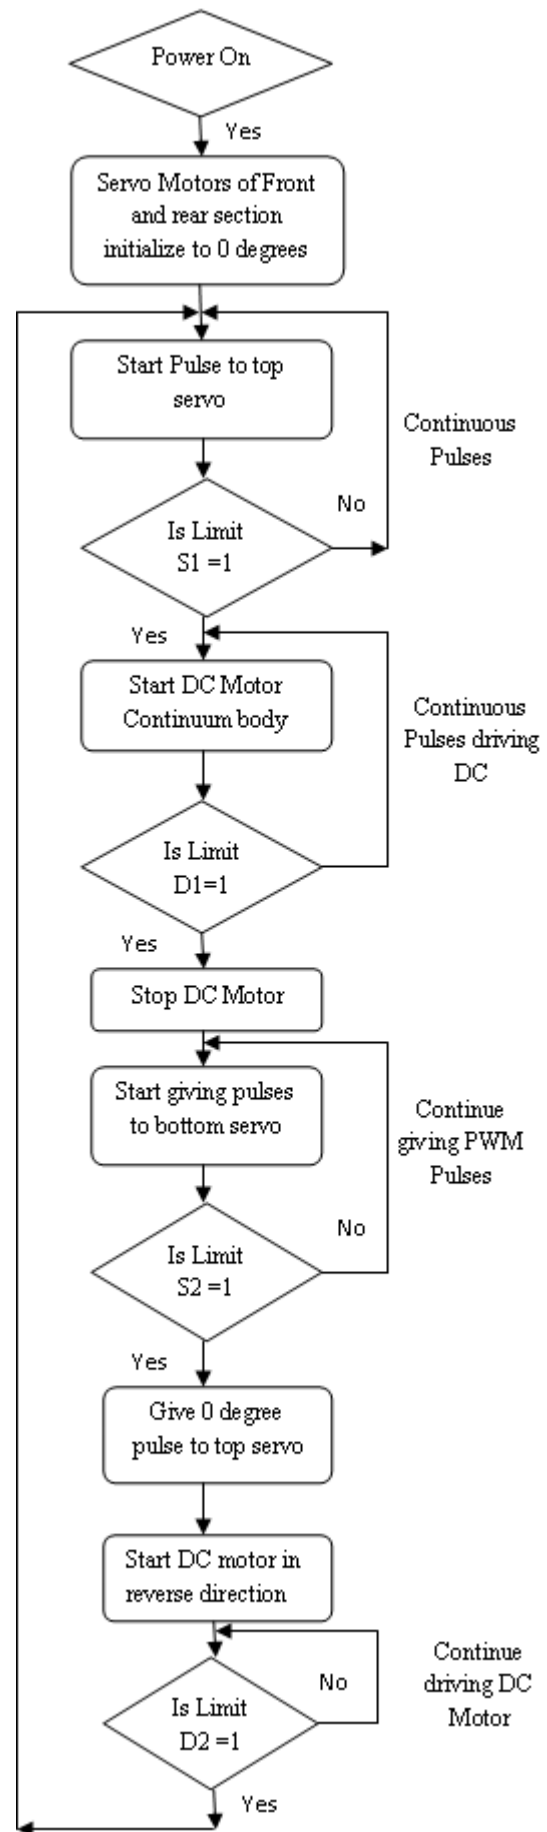 Power On
Yes
Servo Motors of Front
and rear section
initialize to 0 degrees
Start Pulse to top
servo
Continuous
Pulses
No
Is Limit
S1 =1
Yes
Start DC Motor
Continuum body
Continuous
Pulses driving
DC
Is Limit
D1=1
Yes
Stop DC Motor
Start giving pulses
to bottom servo
Continue
giving PWM
Pulses
No
Is Limit
S2 =1
Yes
Give 0 degree
pulse to top servo
Start DC motor in
reverse direction
Continue
driving DC
Motor
No
Is Limit
D2 =1
Yes